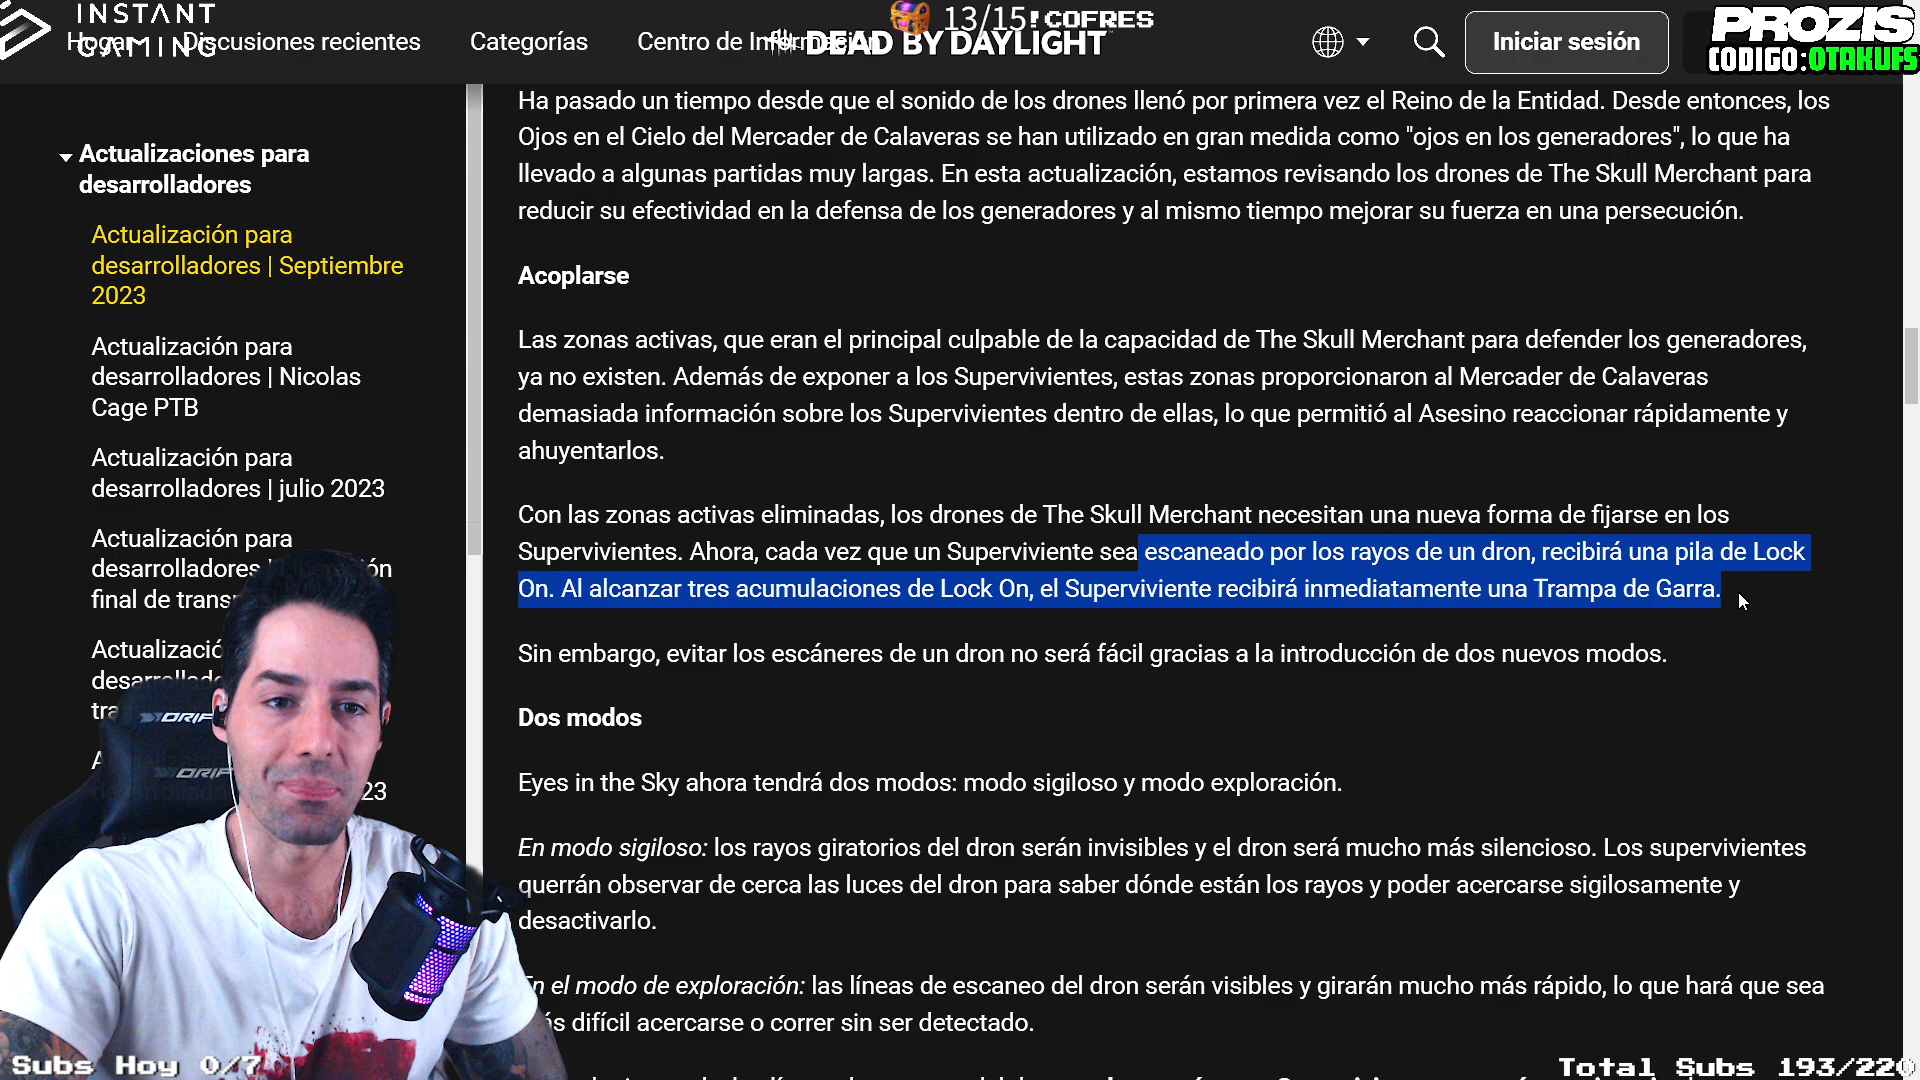 INSTANT
GAMING
Hogar
Discusiones recientes
Categorías
Centro de Información
13/15
!COFRES
DEAD BY DAYLIGHT
Iniciar sesión
PROZIS
CODIGO:OTAKUFS
Actualizaciones para
desarrolladores
Actualización para
desarrolladores | Septiembre
2023
Actualización para
desarrolladores | Nicolas
Cage PTB
Actualización para
desarrolladores | julio 2023
Actualización para
desarrolladores
final de
23
Ha pasado un tiempo desde que el sonido de los drones llenó por primera vez el Reino de la Entidad. Desde entonces, los
Ojos en el Cielo del Mercader de Calaveras se han utilizado en gran medida como "ojos en los generadores", lo que ha
llevado a algunas partidas muy largas. En esta actualización, estamos revisando los drones de The Skull Merchant para
reducir su efectividad en la defensa de los generadores y al mismo tiempo mejorar su fuerza en una persecución.
Acoplarse
Las zonas activas, que eran el principal culpable de la capacidad de The Skull Merchant para defender los generadores,
ya no existen. Además de exponer a los Supervivientes, estas zonas proporcionaron al Mercader de Calaveras
demasiada información sobre los Supervivientes dentro de ellas, lo que permitió al Asesino reaccionar rápidamente y
ahuyentarlos.
Con las zonas activas eliminadas, los drones de The Skull Merchant necesitan una nueva forma de fijarse en los
Supervivientes. Ahora, cada vez que un Superviviente sea escaneado por los rayos de un dron, recibirá una pila de Lock
On. Al alcanzar tres acumulaciones de Lock On, el Superviviente recibirá inmediatamente una Trampa de Garra.
Sin embargo, evitar los escáneres de un dron no será fácil gracias a la introducción de dos nuevos modos.
Dos modos
Eyes in the Sky ahora tendrá dos modos: modo sigiloso y modo exploración.
En modo sigiloso: los rayos giratorios del dron serán invisibles y el dron será mucho más silencioso. Los supervivientes
querrán observar de cerca las luces del dron para saber dónde están los rayos y poder acercarse sigilosamente y
desactivarlo.
En el modo de exploración: las líneas de escaneo del dron serán visibles y girarán mucho más rápido, lo que hará que sea
más difícil acercarse o correr sin ser detectado.
DRIF
DRIF
Subs Hoy 0/7
Total Subs 193/220